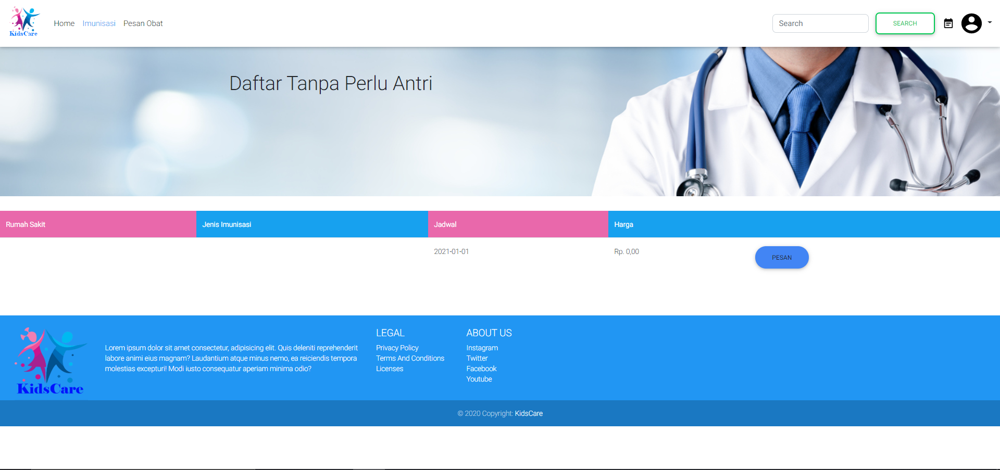 KidsCare
Home Imunisasi Pesan Obat
Search
SEARCH
Daftar Tanpa Perlu Antri
Rumah Sakit Jenis Imunisasi Jadwal Harga
2021-01-01 Rp. 0,00 PESAN
KidsCare
Lorem ipsum dolor sit amet consectetur, adipisicing elit. Quis deleniti reprehenderit
labore animi eius magnam? Laudantium atque minus nemo, ea reiciendis tempora
molestias excepturi! Modi iusto consequatur aperiam minima odio?
LEGAL
Privacy Policy
Terms And Conditions
Licenses
ABOUT US
Instagram
Twitter
Facebook
Youtube
© 2020 Copyright: KidsCare